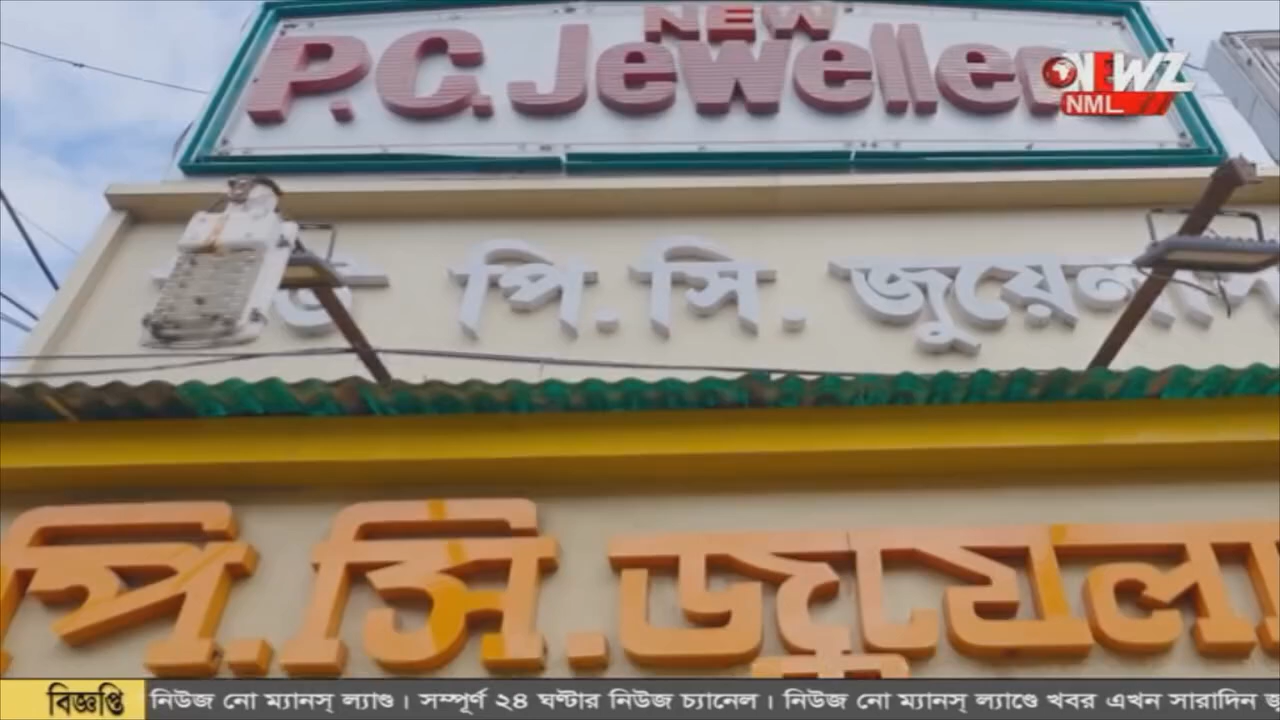 NEW
P.C. Jeweller
NEWZ
NML
পি.সি. জুয়েলার্স
পি.সি.জুয়েলা
বিজ্ঞপ্তি নিউজ নো ম্যানস্ ল্যাণ্ড। সম্পূর্ণ ২৪ ঘণ্টার নিউজ চ্যানেল। নিউজ নো ম্যানস্ ল্যাণ্ডে খবর এখন সারাদিন